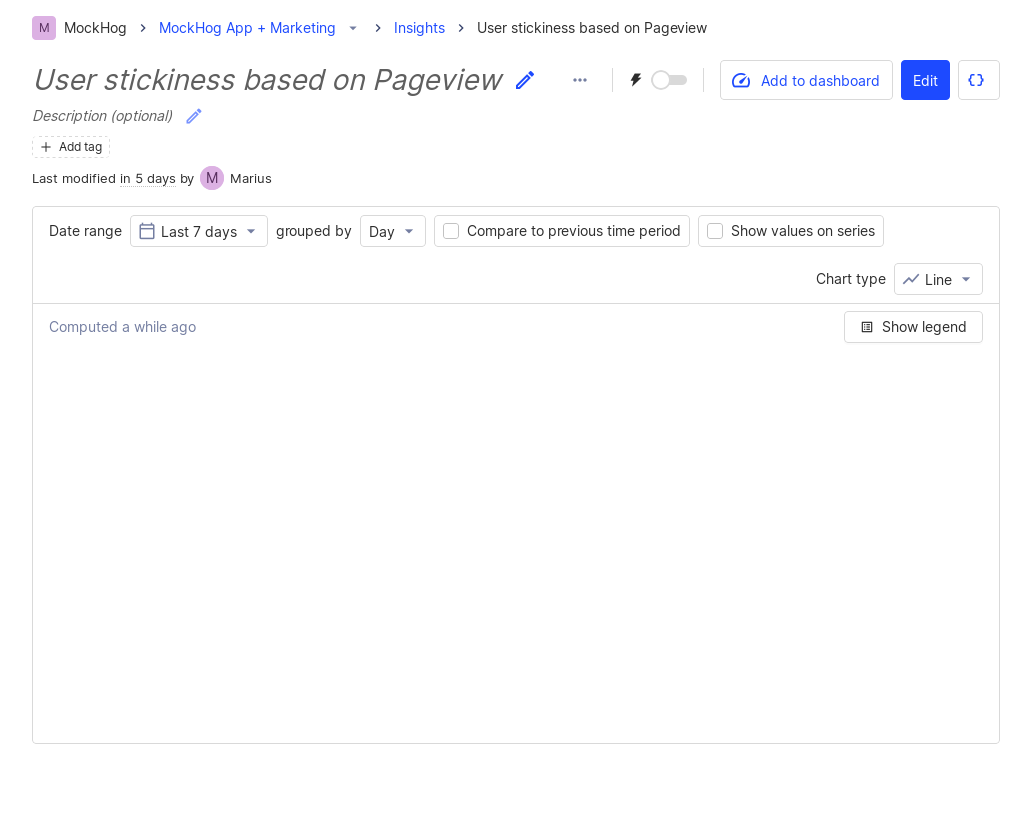 M MockHog MockHog App + Marketing Insights User stickiness based on Pageview
User stickiness based on Pageview Add to dashboard Edit {}
Description (optional)
+ Add tag
Last modified in 5 days by M Marius
Date range Last 7 days grouped by Day Compare to previous time period Show values on series
Chart type Line
Computed a while ago Show legend